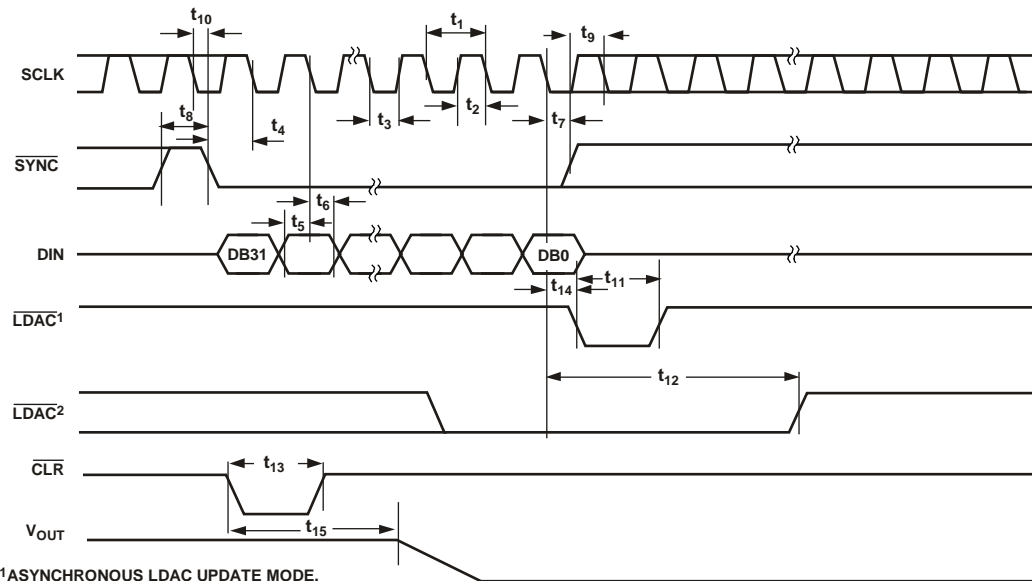 t10
t1
t9
SCLK
t8
t4
t3
t2
t7
SYNC
t5
t6
DIN
DB31
DB0
t14
t11
LDAC1
t12
LDAC2
CLR
t13
t15
VOUT
1ASYNCHRONOUS LDAC UPDATE MODE.